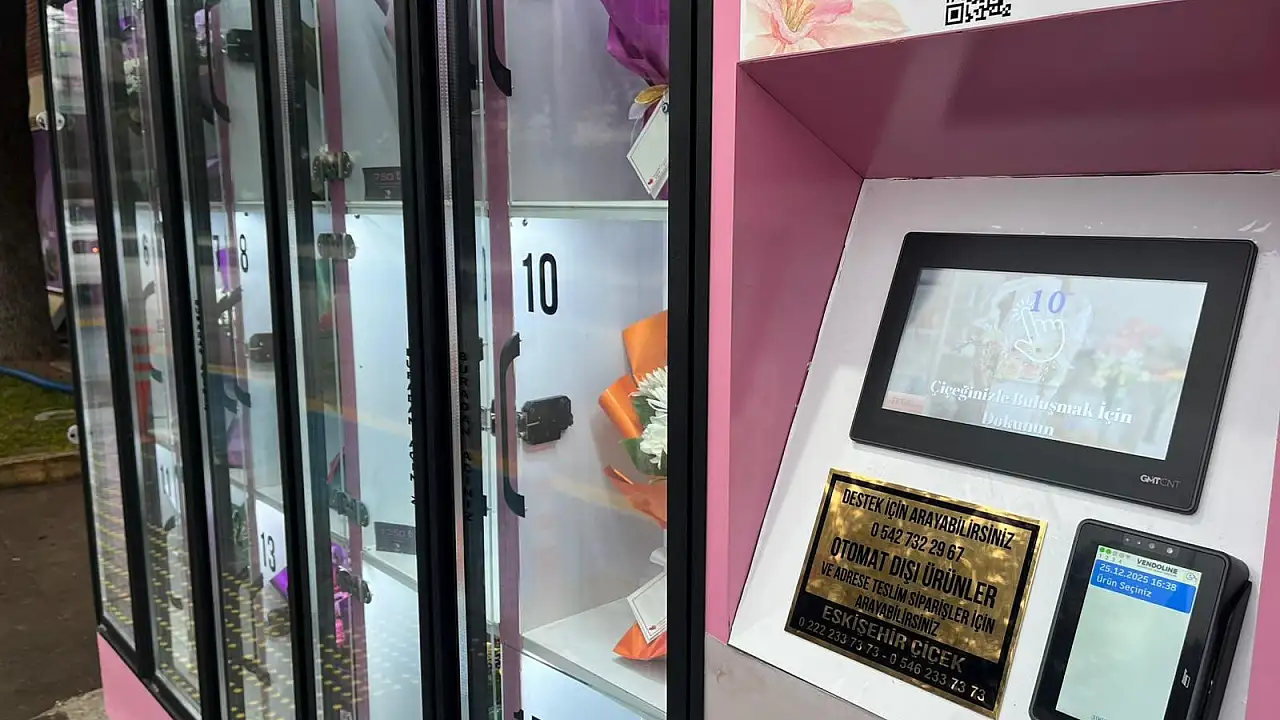 750 ₺
6
7
8
10
11
13
10
Çiçeğinizle Buluşmak İçin
Dokunun
GMTCNT
DESTEK İÇİN ARAYABİLİRSİNİZ
0 542 732 29 67
OTOMAT DIŞI ÜRÜNLER
VE ADRESE TESLİM SİPARİŞLER İÇİN
ARAYABİLİRSİNİZ
ESKİŞEHİR ÇİÇEK
0 222 233 73 73 - 0 546 233 73 73
VENDOLINE
25.12.2025 16:38
Ürün Seçiniz